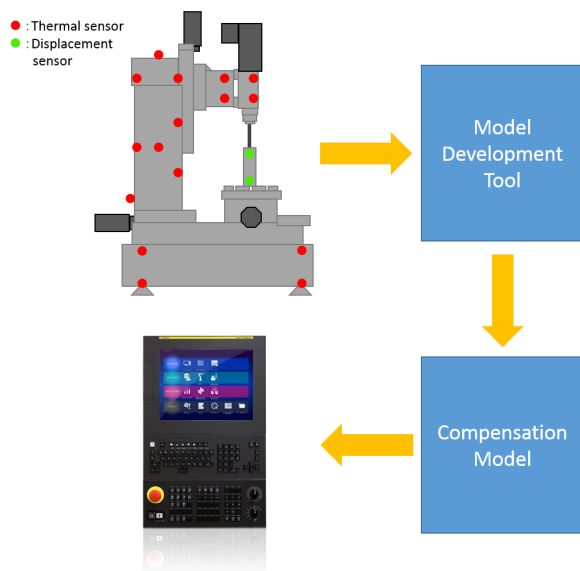 : Thermal sensor
: Displacement
sensor
Model
Development
Tool
Compensation
Model